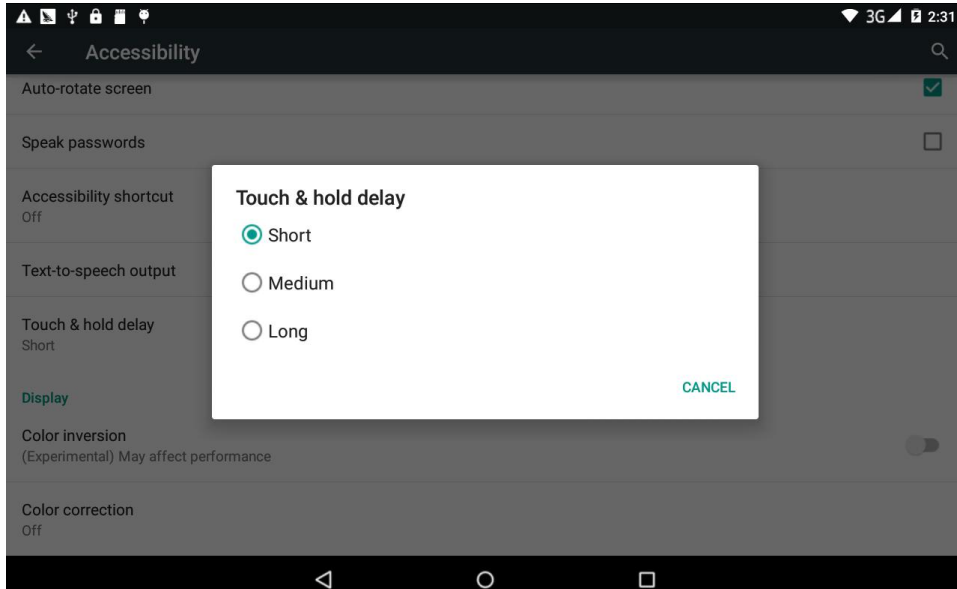 3G 2:31
Accessibility
Auto-rotate screen
Speak passwords
Accessibility shortcut
Off
Text-to-speech output
Touch & hold delay
Short
Display
Color inversion
(Experimental) May affect performance
Color correction
Off
Touch & hold delay
Short
Medium
Long
CANCEL